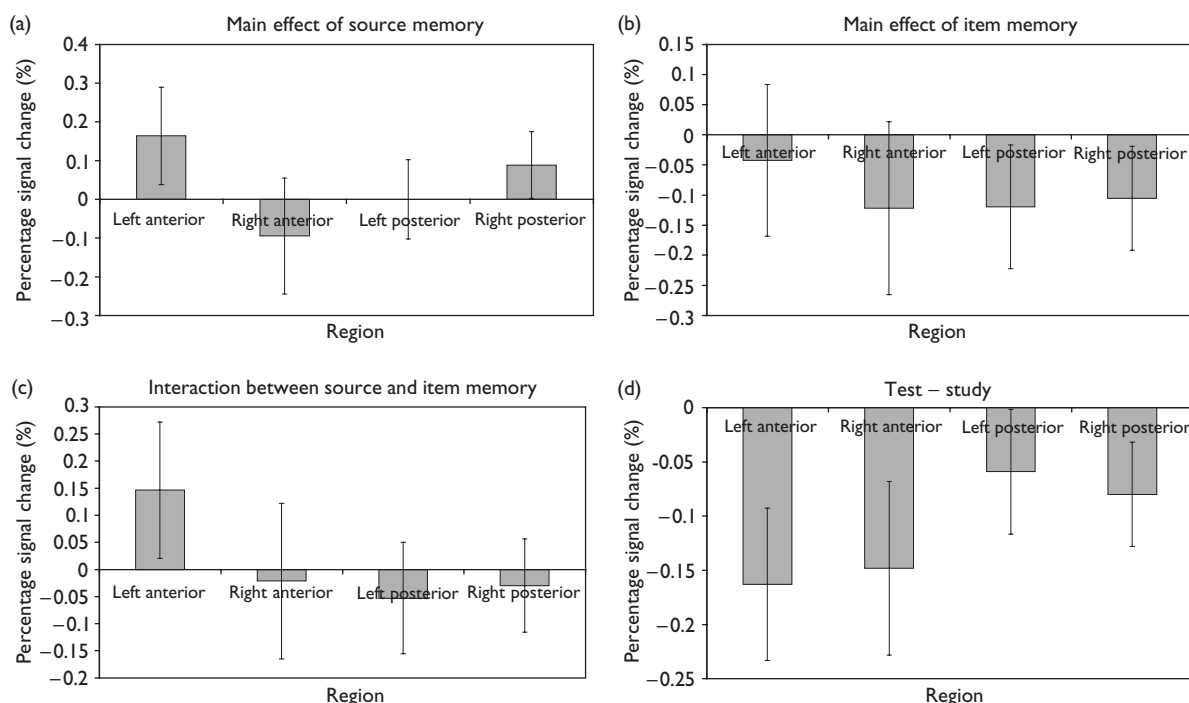 (a)
Main effect of source memory
Percentage signal change (%)
0.4
0.3
0.2
0.1
0
−0.1
−0.2
−0.3
Left anterior
Right anterior
Left posterior
Right posterior
Region
(b)
Main effect of item memory
Percentage signal change (%)
0.15
0.1
0.05
0
−0.05
−0.1
−0.15
−0.2
−0.25
−0.3
Left anterior
Right anterior
Left posterior
Right posterior
Region
(c)
Interaction between source and item memory
Percentage signal change (%)
0.3
0.25
0.2
0.15
0.1
0.05
0
−0.05
−0.1
−0.15
−0.2
Left anterior
Right anterior
Left posterior
Right posterior
Region
(d)
Test – study
Percentage signal change (%)
0
-0.05
−0.1
−0.15
−0.2
−0.25
Left anterior
Right anterior
Left posterior
Right posterior
Region